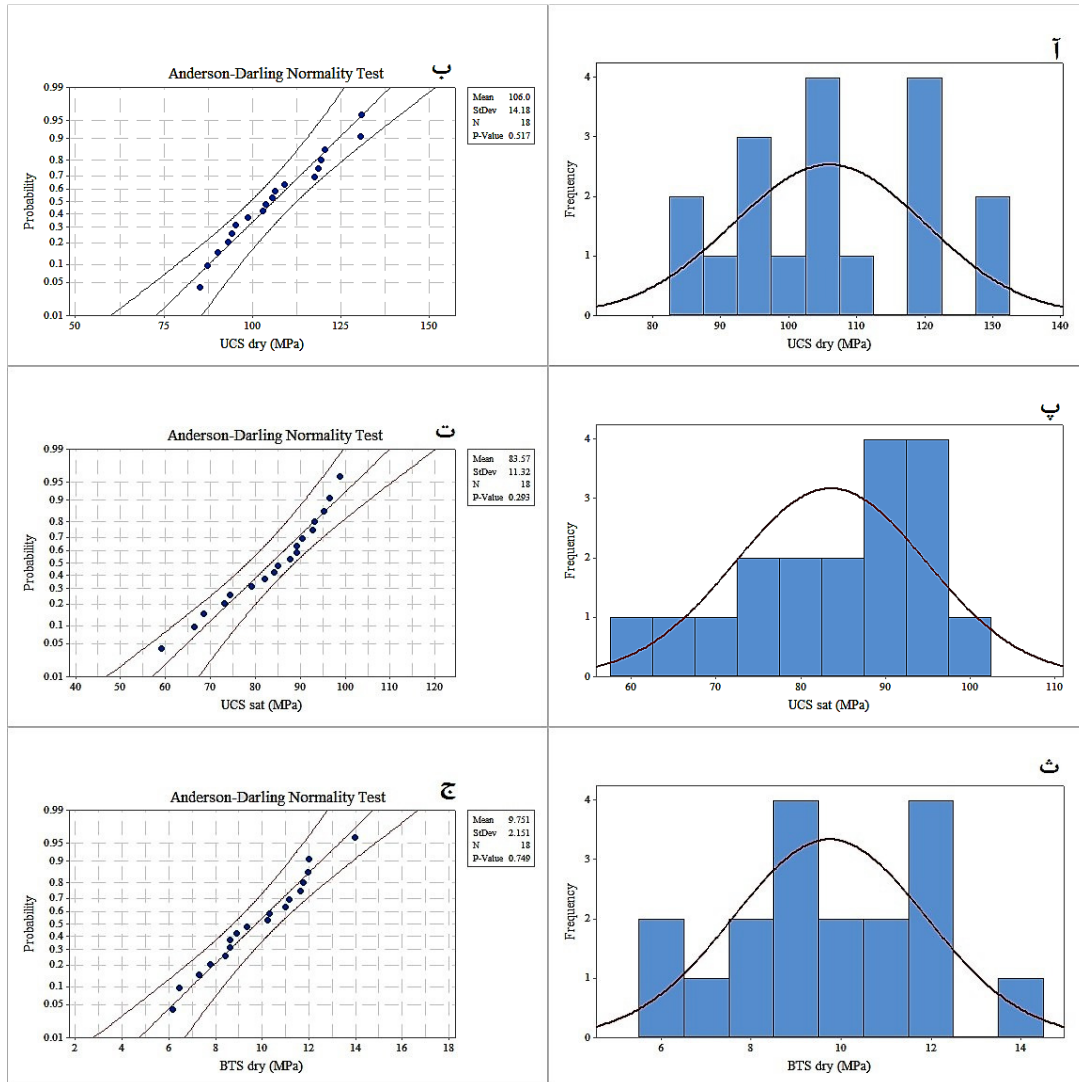 آ
4
3
2
1
0
Frequency
80 90 100 110 120 130 140
UCS dry (MPa)
ب
Anderson-Darling Normality Test
Mean 106.0
StDev 14.18
N 18
P-Value 0.517
0.99
0.95
0.9
0.8
0.7
0.6
0.5
0.4
0.3
0.2
0.1
0.05
0.01
Probability
50 75 100 125 150
UCS dry (MPa)
پ
4
3
2
1
0
Frequency
60 70 80 90 100 110
UCS sat (MPa)
ت
Anderson-Darling Normality Test
Mean 83.57
StDev 11.32
N 18
P-Value 0.293
0.99
0.95
0.9
0.8
0.7
0.6
0.5
0.4
0.3
0.2
0.1
0.05
0.01
Probability
40 50 60 70 80 90 100 110 120
UCS sat (MPa)
ث
4
3
2
1
0
Frequency
6 8 10 12 14
BTS dry (MPa)
ج
Anderson-Darling Normality Test
Mean 9.751
StDev 2.151
N 18
P-Value 0.749
0.99
0.95
0.9
0.8
0.7
0.6
0.5
0.4
0.3
0.2
0.1
0.05
0.01
Probability
2 4 6 8 10 12 14 16 18
BTS dry (MPa)